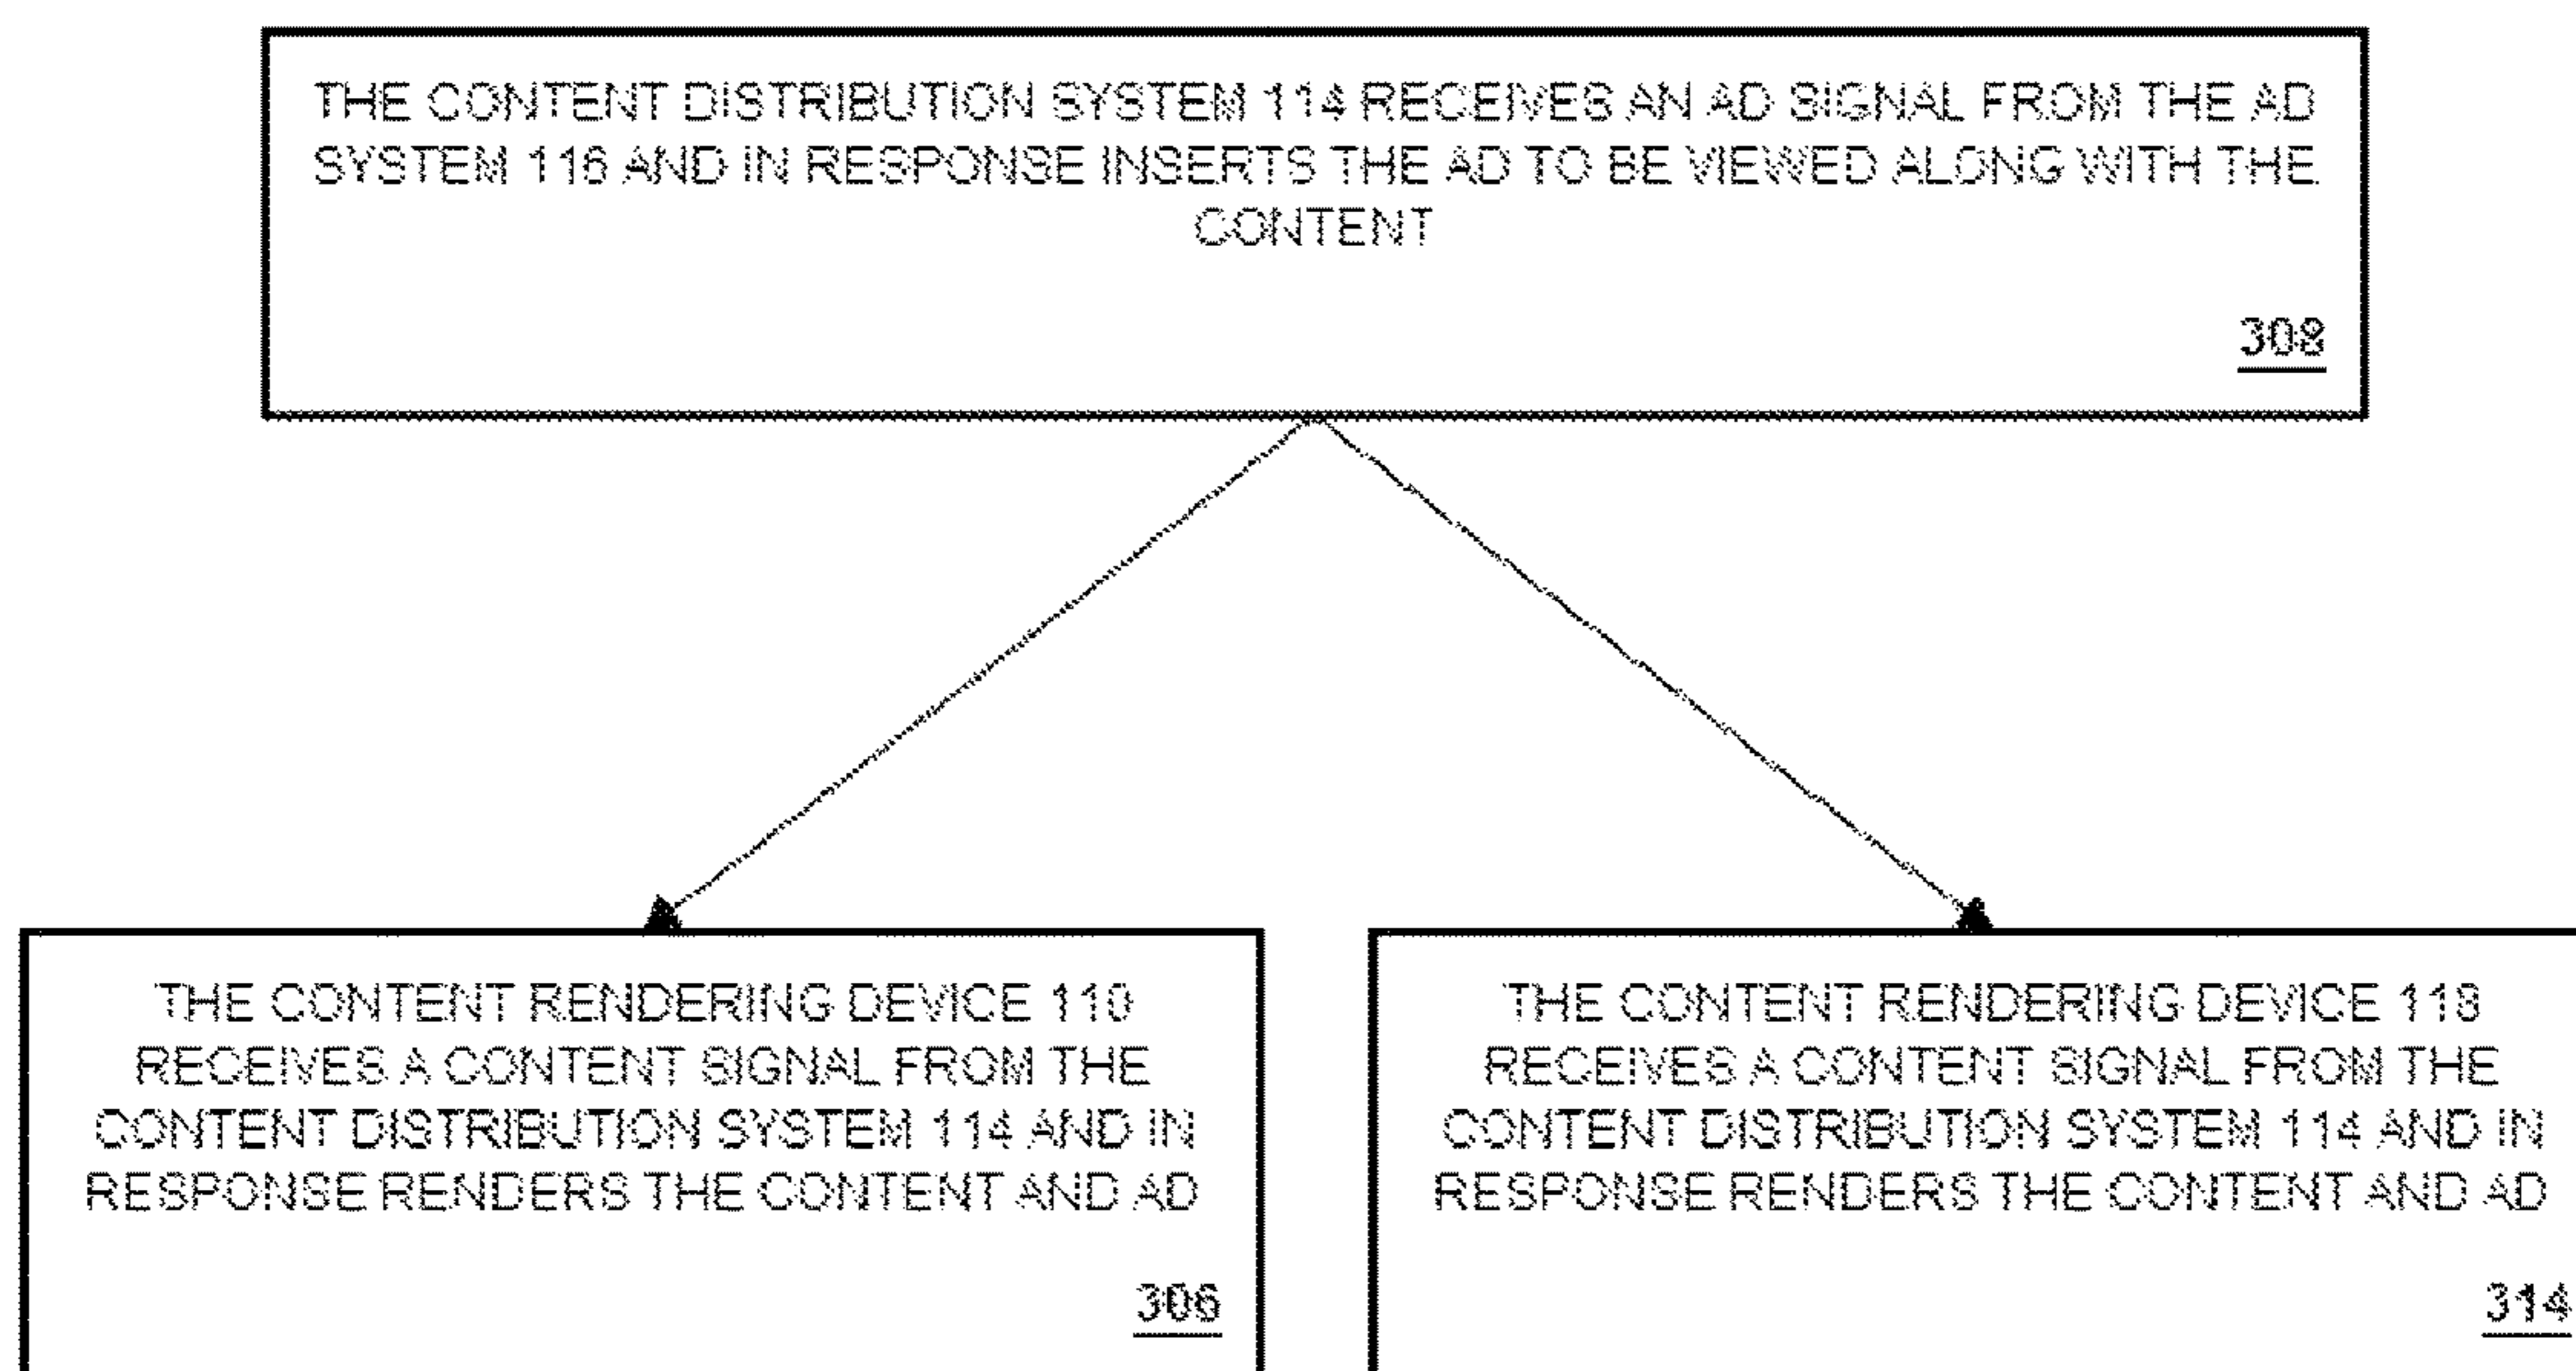 THE CONTENT DISTRIBUTION SYSTEM 114 RECEIVES AN AD SIGNAL FROM THE AD
SYSTEM 116 AND IN RESPONSE INSERTS THE AD TO BE VIEWED ALONG WITH THE
CONTENT
308
THE CONTENT RENDERING DEVICE 110
RECEIVES A CONTENT SIGNAL FROM THE
CONTENT DISTRIBUTION SYSTEM 114 AND IN
RESPONSE RENDERS THE CONTENT AND AD
306
THE CONTENT RENDERING DEVICE 118
RECEIVES A CONTENT SIGNAL FROM THE
CONTENT DISTRIBUTION SYSTEM 114 AND IN
RESPONSE RENDERS THE CONTENT AND AD
314